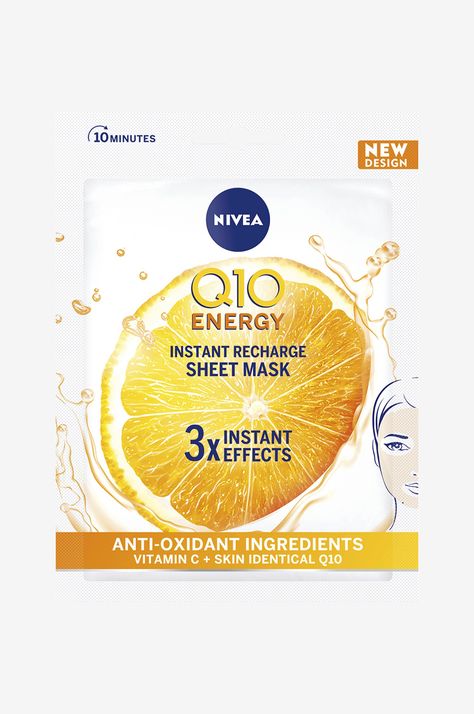 10 MINUTES
NEW
DESIGN
NIVEA
Q10
ENERGY
INSTANT RECHARGE
SHEET MASK
3x INSTANT
EFFECTS
ANTI-OXIDANT INGREDIENTS
VITAMIN C + SKIN IDENTICAL Q10